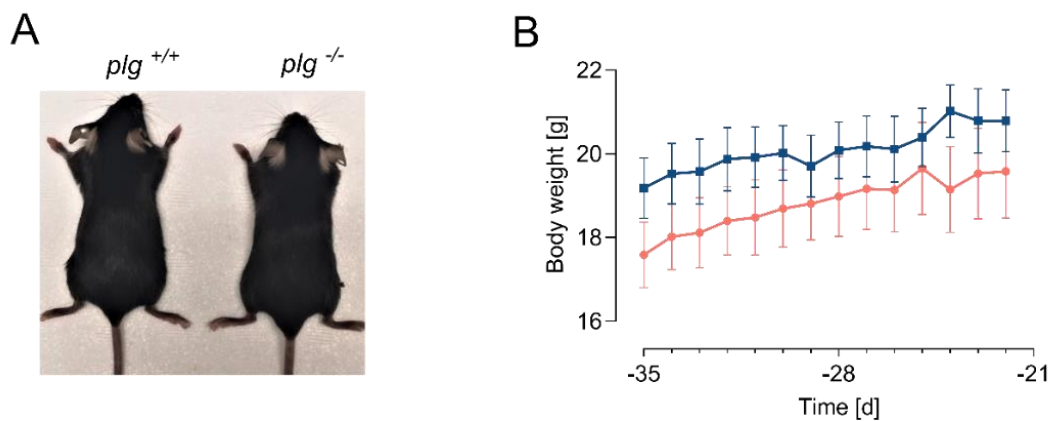 A
plg +/+ plg -/-
B
22
20
18
16
Body weight [g]
-35 -28 -21
Time [d]